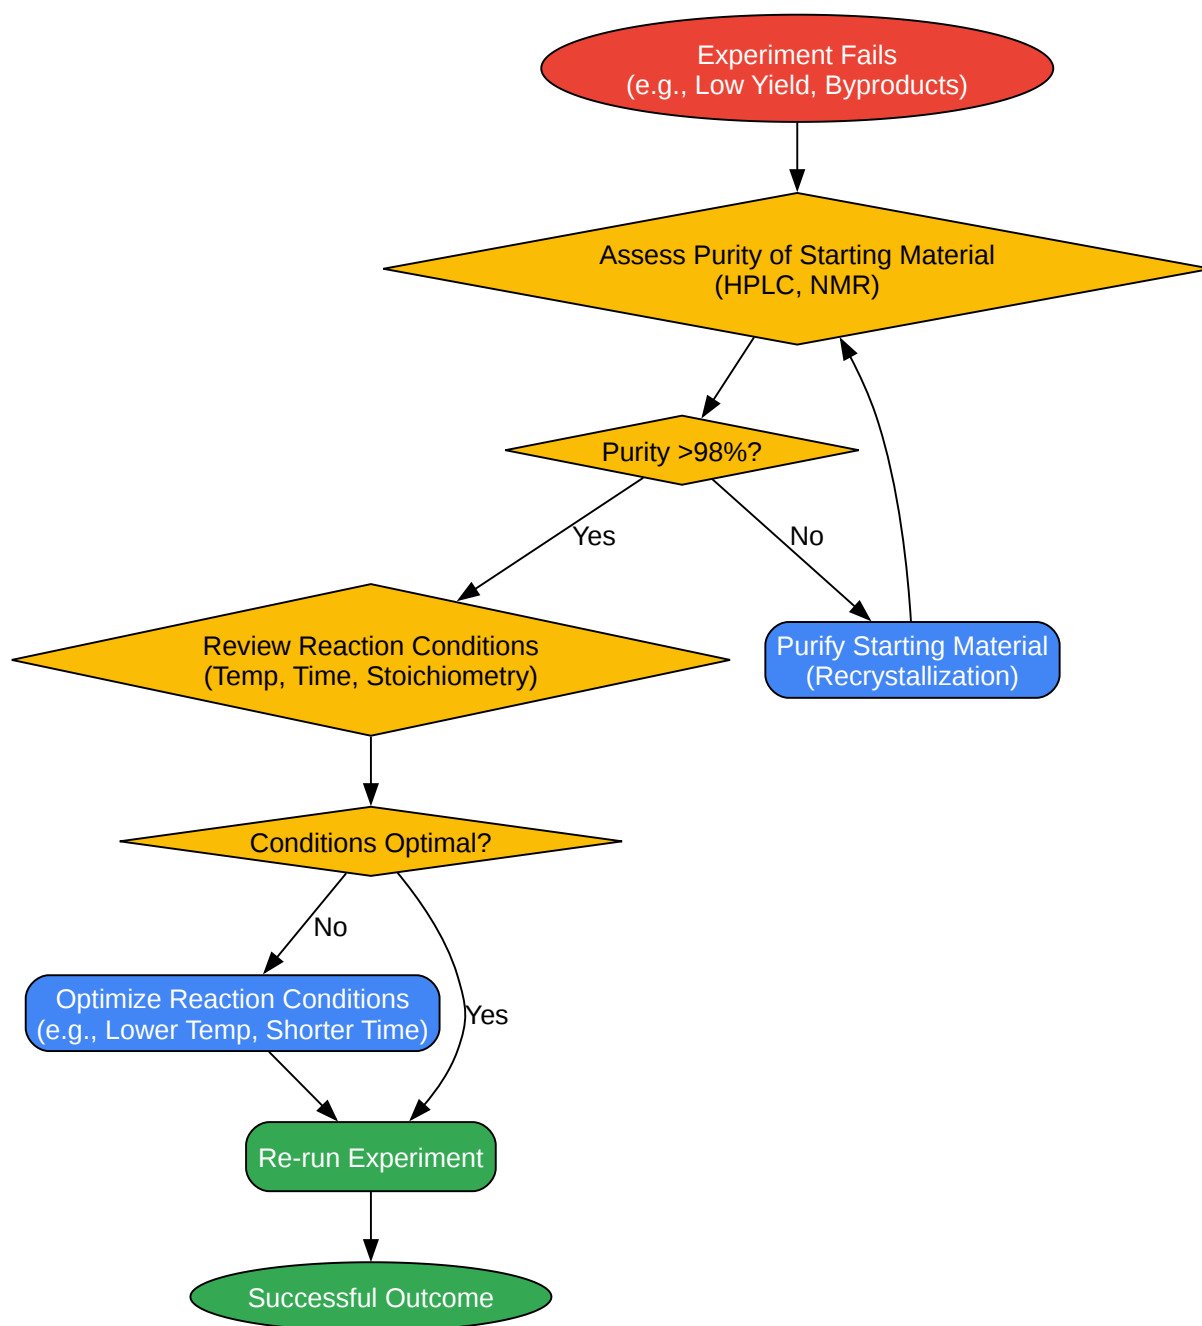 Experiment Fails
(e.g., Low Yield, Byproducts)
Assess Purity of Starting Material
(HPLC, NMR)
Purity >98%?
Yes
No
Review Reaction Conditions
(Temp, Time, Stoichiometry)
Purify Starting Material
(Recrystallization)
Conditions Optimal?
No
Optimize Reaction Conditions
(e.g., Lower Temp, Shorter Time)
Yes
Re-run Experiment
Successful Outcome